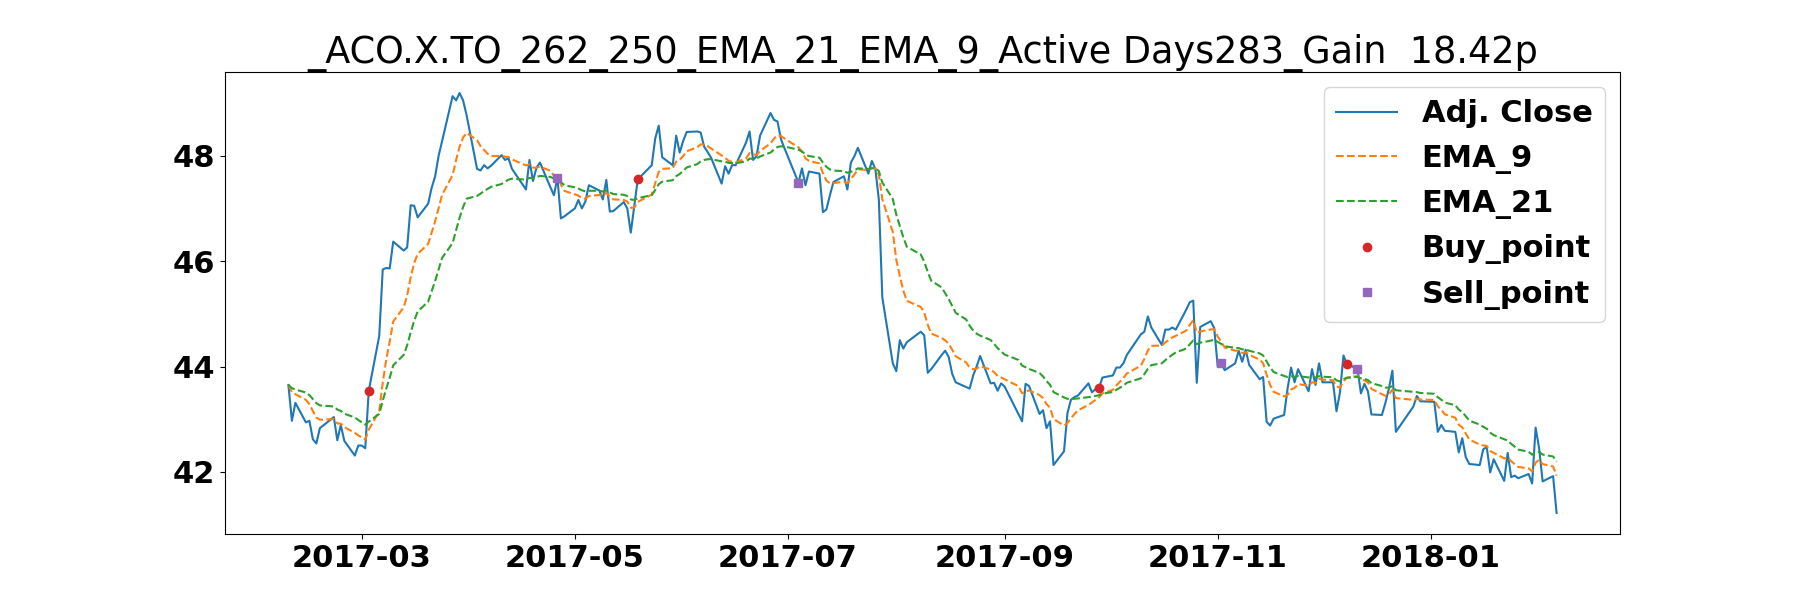 _ACO.X.TO_262_250_EMA_21_EMA_9_Active Days283_Gain  18.42p
Adj. Close
EMA_9
EMA_21
Buy_point
Sell_point
48
46
44
42
2017-03 2017-05 2017-07 2017-09 2017-11 2018-01